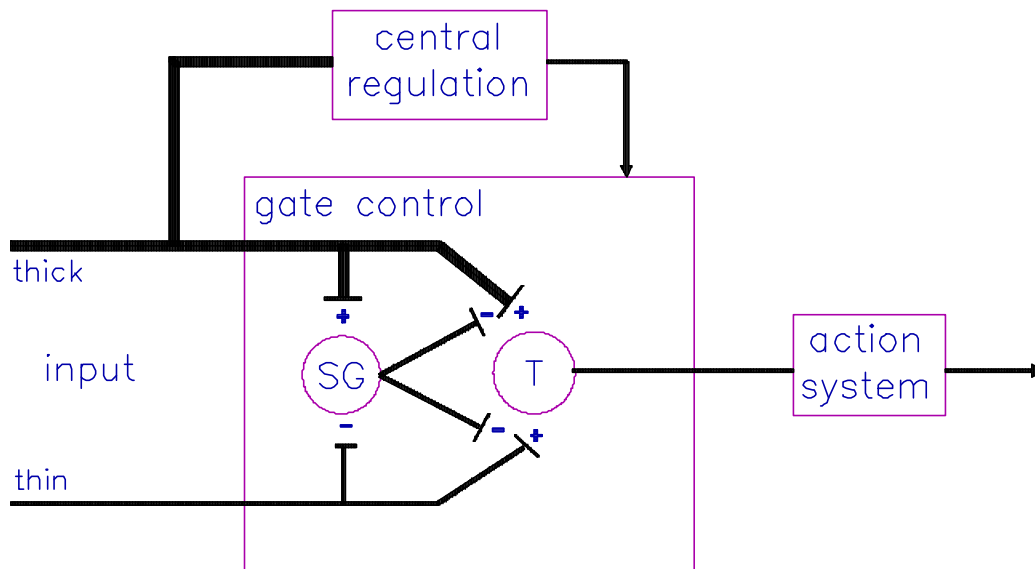 central
regulation
gate control
thick
+
- +
input
SG
T
action
system
-
- +
thin